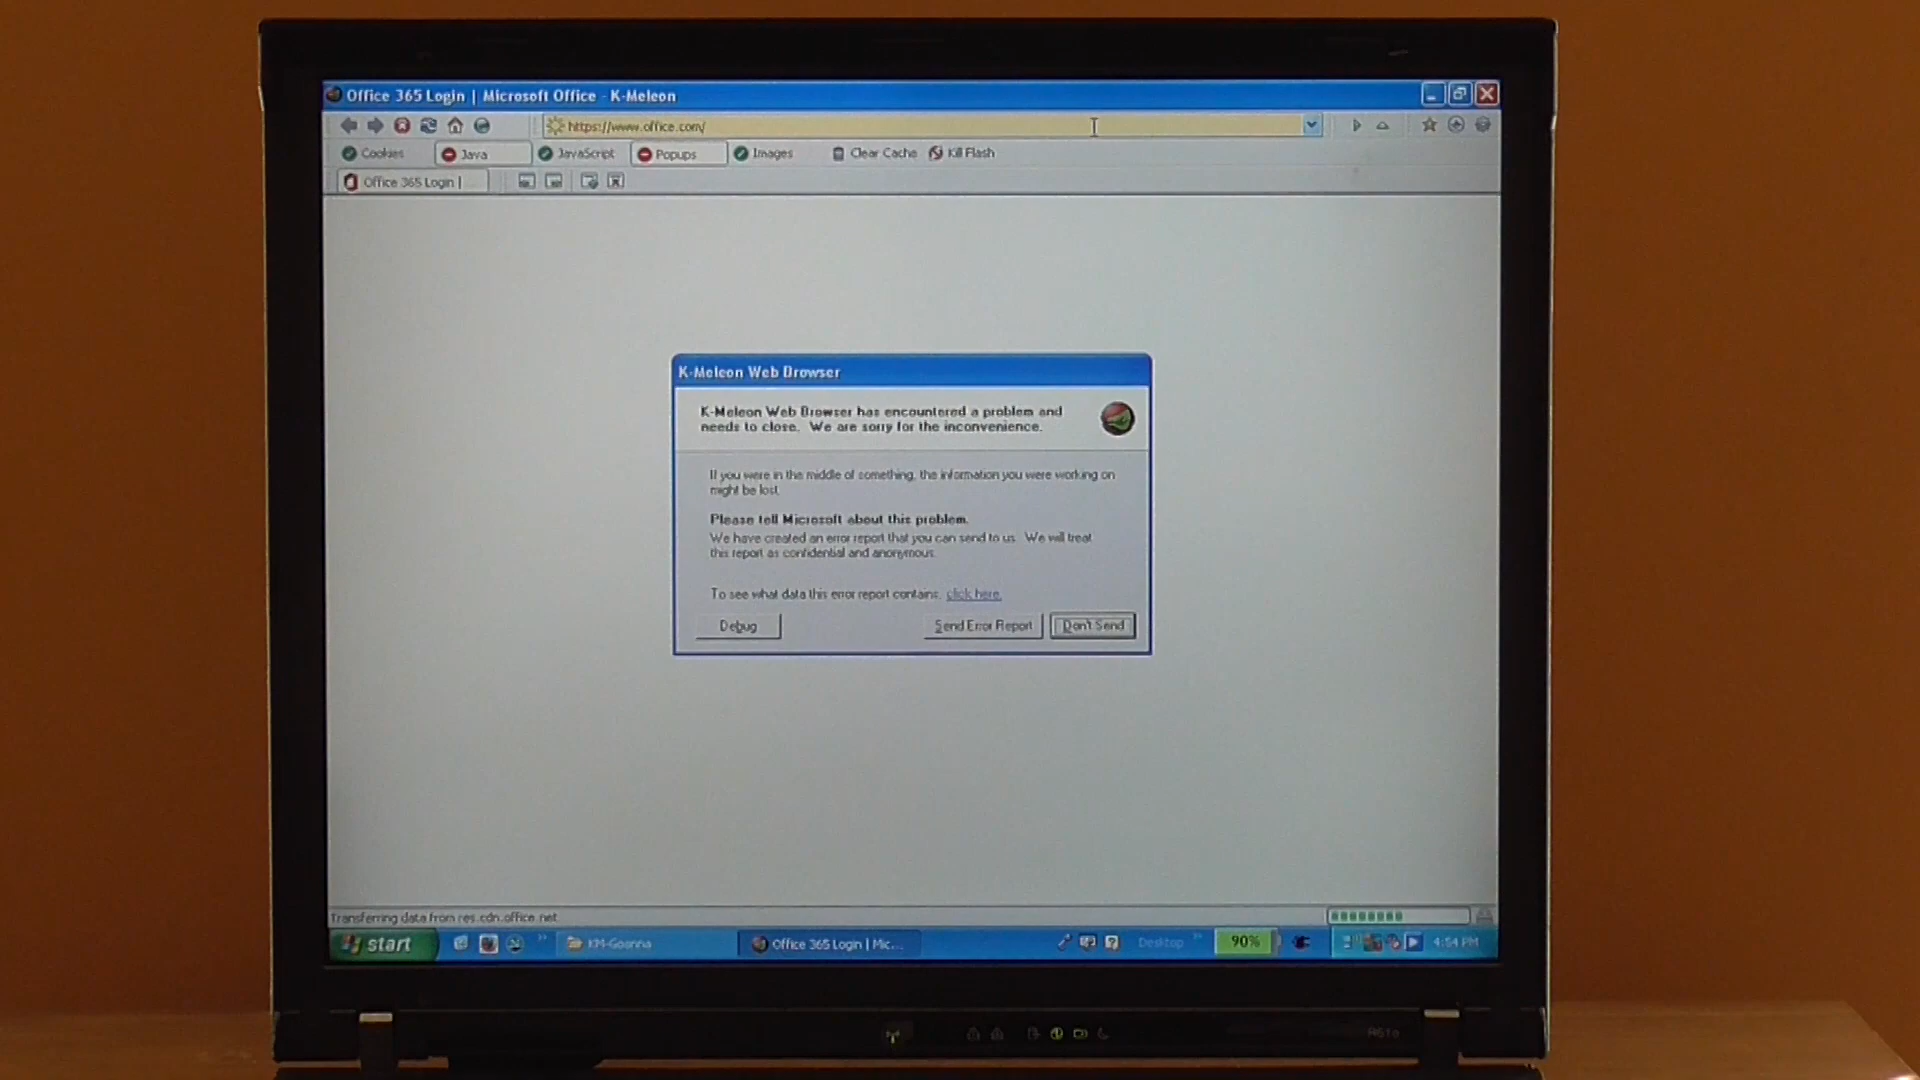 Office 365 Login | Microsoft Office - K-Meleon
https://www.office.com/
Cookies Java JavaScript Popups Images Clear Cache Kill Flash
Office 365 Login |
K-Meleon Web Browser
K-Meleon Web Browser has encountered a problem and
needs to close. We are sorry for the inconvenience.
If you were in the middle of something, the information you were working on
might be lost.
Please tell Microsoft about this problem.
We have created an error report that you can send to us. We will treat
this report as confidential and anonymous.
To see what data this error report contains, click here.
Debug Send Error Report Don't Send
Transferring data from res.cdn.office.net
start KM-Goanna Office 365 Login | Mic... Desktop 90% 4:54 PM